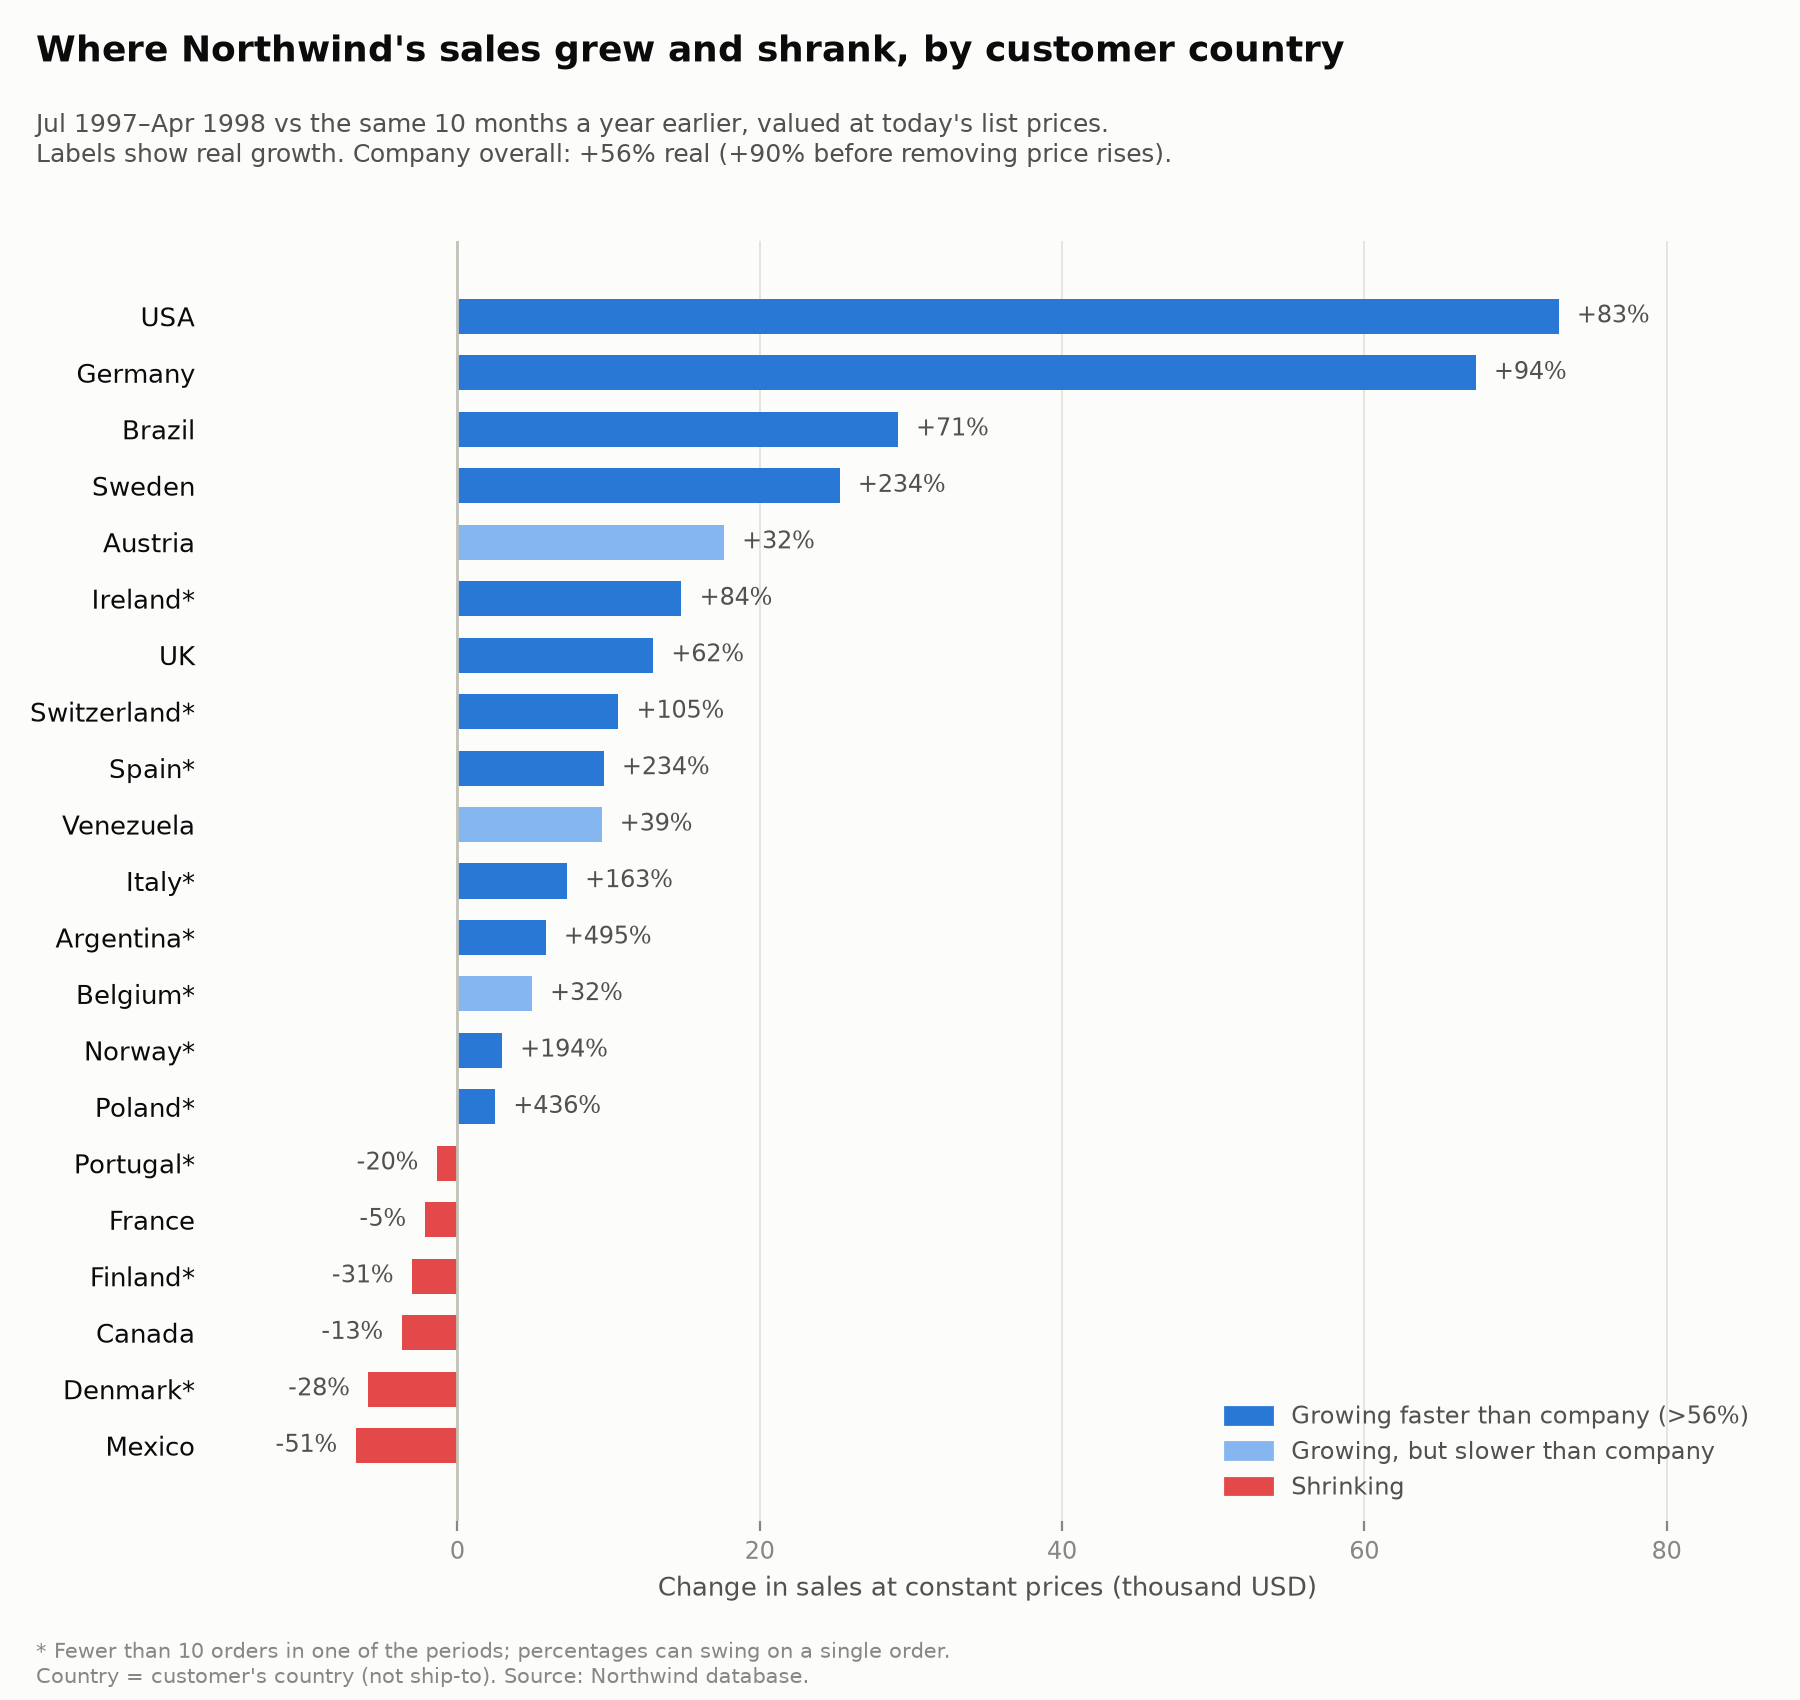 Where Northwind's sales grew and shrank, by customer country
Jul 1997–Apr 1998 vs the same 10 months a year earlier, valued at today's list prices.
Labels show real growth. Company overall: +56% real (+90% before removing price rises).
USA +83%
Germany +94%
Brazil +71%
Sweden +234%
Austria +32%
Ireland* +84%
UK +62%
Switzerland* +105%
Spain* +234%
Venezuela +39%
Italy* +163%
Argentina* +495%
Belgium* +32%
Norway* +194%
Poland* +436%
Portugal* -20%
France -5%
Finland* -31%
Canada -13%
Denmark* -28%
Mexico -51%
Growing faster than company (>56%)
Growing, but slower than company
Shrinking
0 20 40 60 80
Change in sales at constant prices (thousand USD)
* Fewer than 10 orders in one of the periods; percentages can swing on a single order.
Country = customer's country (not ship-to). Source: Northwind database.